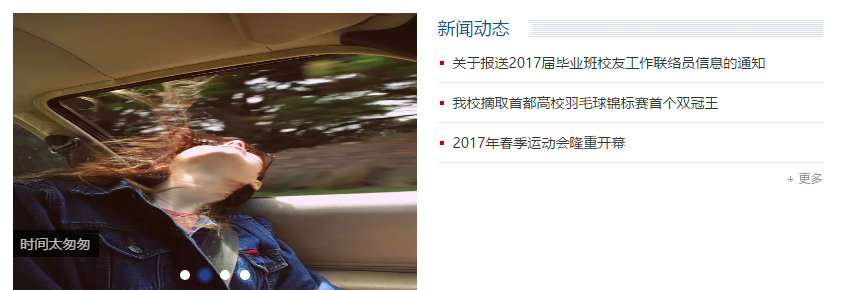 新闻动态
关于报送2017届毕业班校友工作联络员信息的通知
我校摘取首都高校羽毛球锦标赛首个双冠王
2017年春季运动会隆重开幕
+ 更多
时间太匆匆